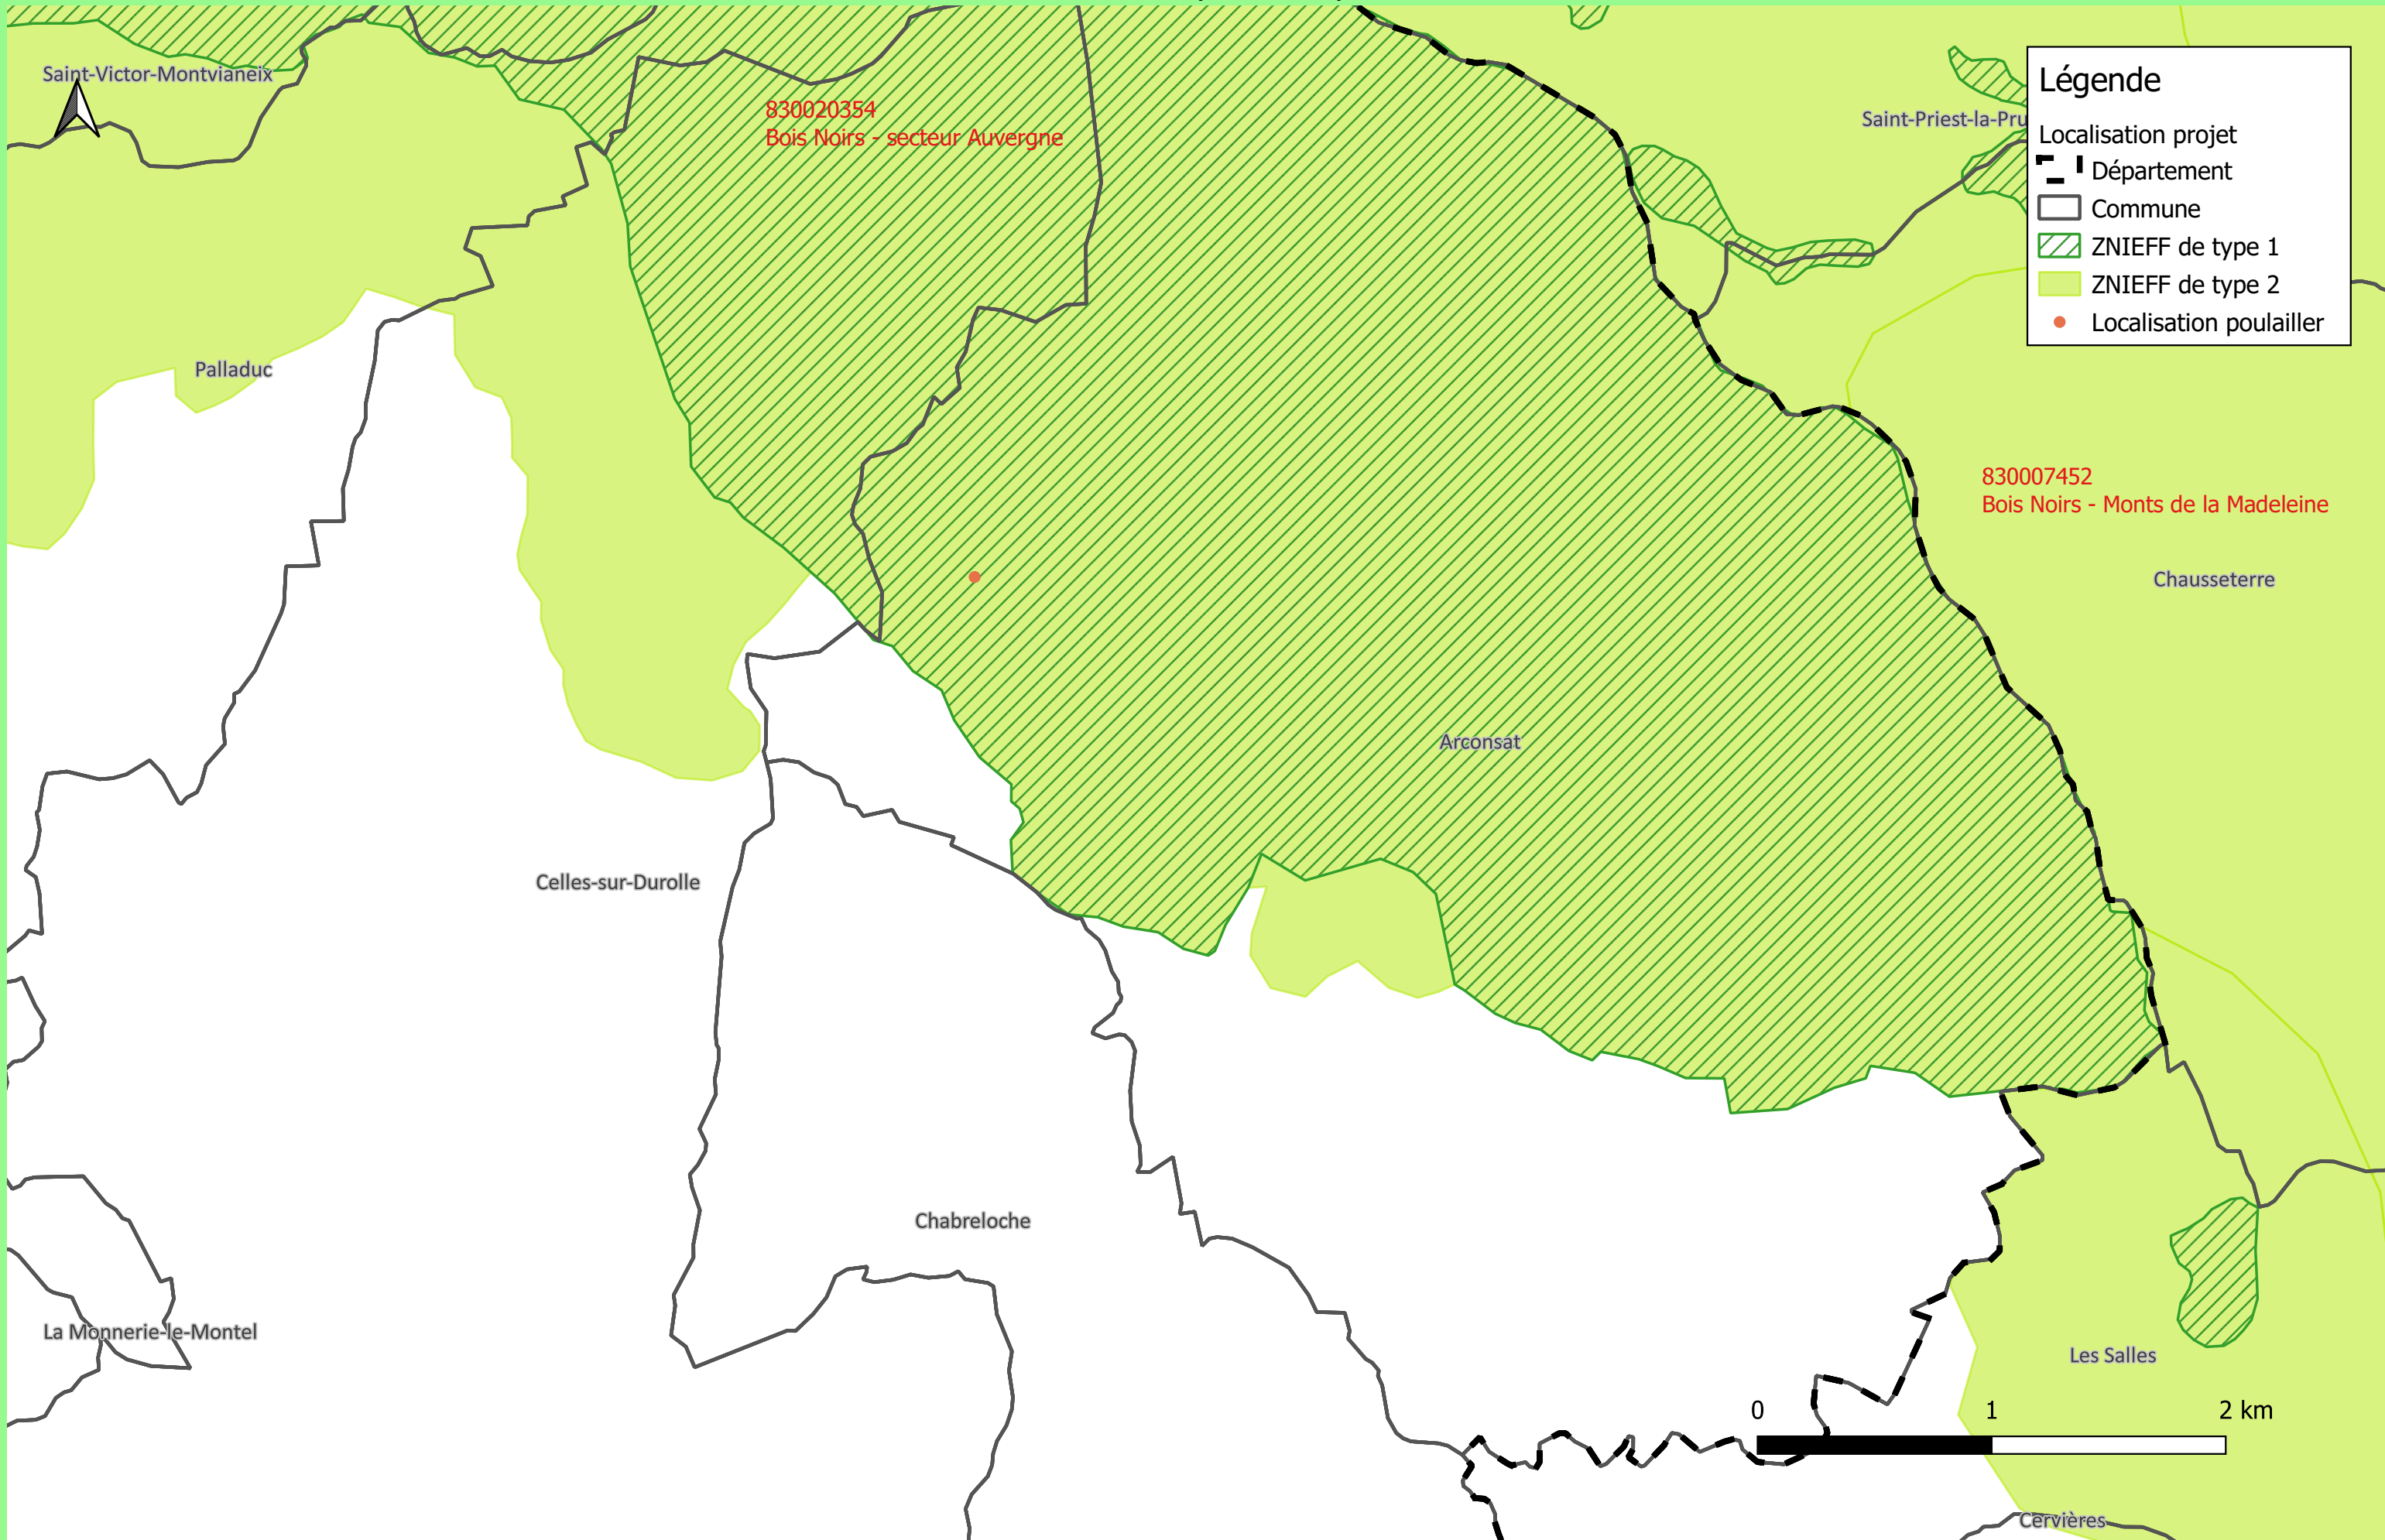 Saint-Victor-Montvianeix
830020354
Bois Noirs - secteur Auvergne
Saint-Priest-la-Pru
Légende
Localisation projet
Département
Commune
ZNIEFF de type 1
ZNIEFF de type 2
Localisation poulailler
Palladuc
830007452
Bois Noirs - Monts de la Madeleine
Chausseterre
Arconsat
Celles-sur-Durolle
Chabreloche
La Monnerie-le-Montel
Les Salles
0 1 2 km
Cervières